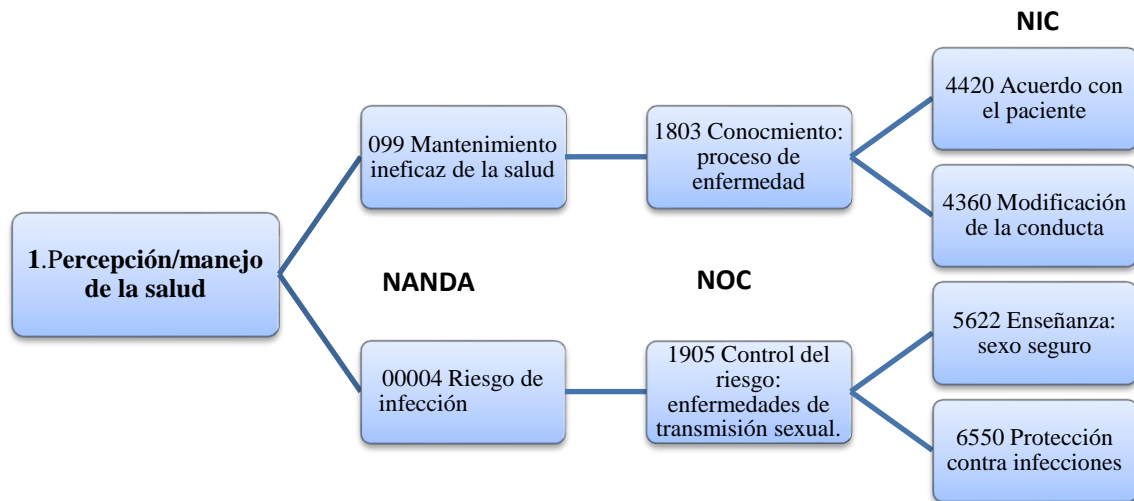 NIC
4420 Acuerdo con
el paciente
099 Mantenimiento
ineficaz de la salud
1803 Conocmiento:
proceso de
enfermedad
4360 Modificación
de la conducta
1.Percepción/manejo
de la salud
NANDA
NOC
5622 Enseñanza:
sexo seguro
00004 Riesgo de
infección
1905 Control del
riesgo:
enfermedades de
transmisión sexual.
6550 Protección
contra infecciones